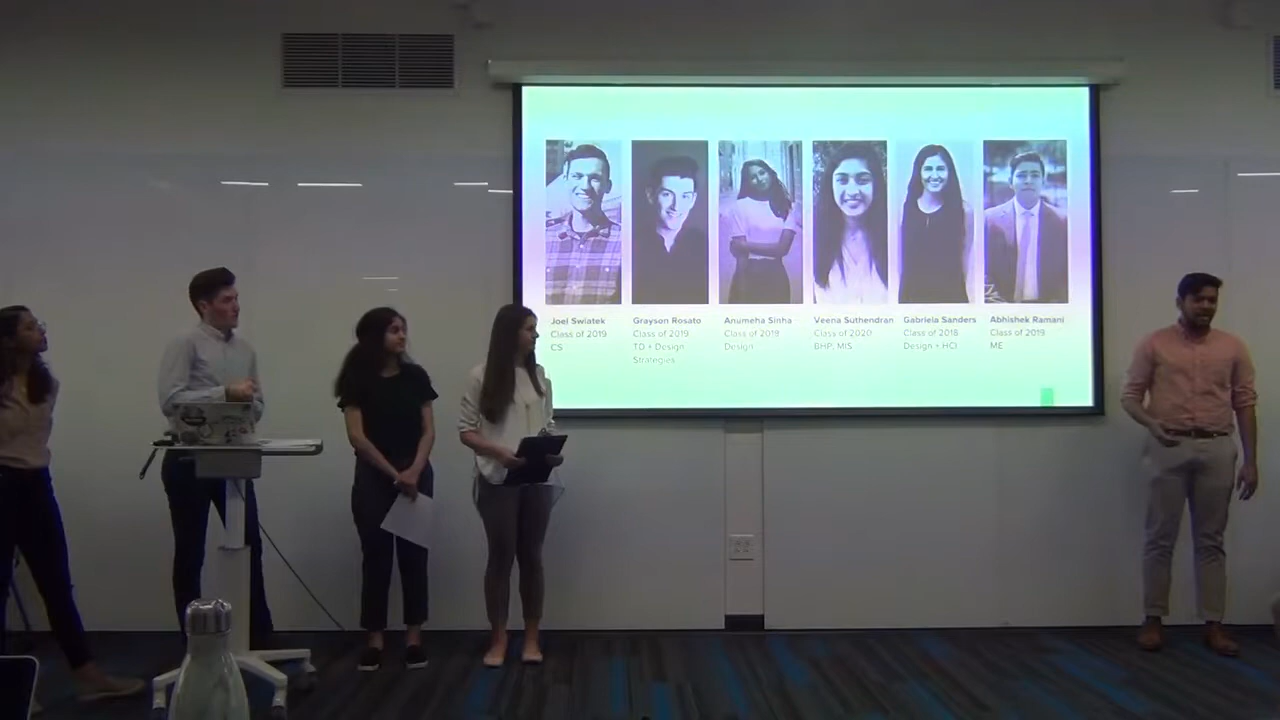 Joel Swiatek
Class of 2019
CS
Grayson Rosato
Class of 2019
TD + Design
Strategies
Anumeha Sinha
Class of 2019
Design
Veena Suthendran
Class of 2020
BHP, MIS
Gabriela Sanders
Class of 2018
Design + HCI
Abhishek Ramani
Class of 2019
ME